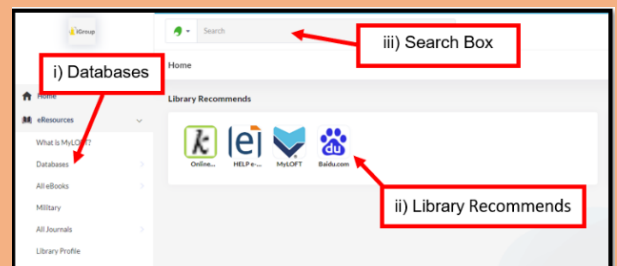 iGroup
Search
iii) Search Box
i) Databases
Home
Home
Library Recommends
eResources
What is MyLOFT?
Databases
All eBooks
Military
All Journals
Library Profile
Online...
HELP e-...
MyLOFT
Baidu.com
ii) Library Recommends